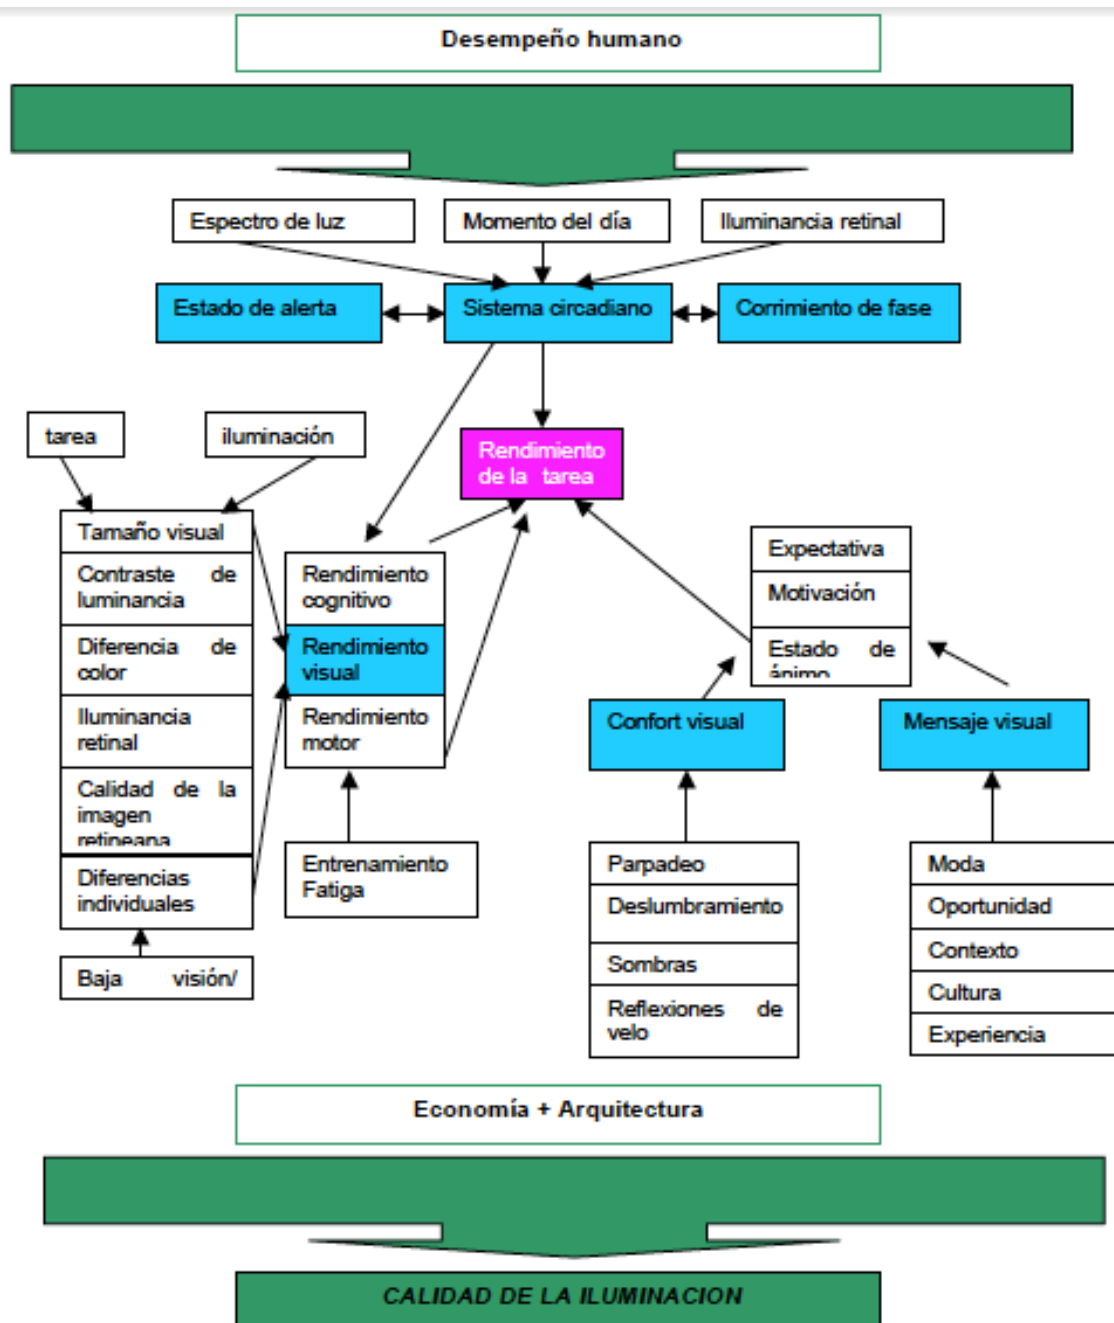 Desempeño humano
Espectro de luz
Momento del día
Iluminancia retinal
Estado de alerta
Sistema circadiano
Corrimiento de fase
tarea
iluminación
Rendimiento
de la tarea
Tamaño visual
Contraste de
luminancia
Diferencia de
color
Iluminancia
retinal
Calidad de la
imagen
retineana
Diferencias
individuales
Baja visión/
Rendimiento
cognitivo
Rendimiento
visual
Rendimiento
motor
Entrenamiento
Fatiga
Expectativa
Motivación
Estado de
ánimo
Confort visual
Mensaje visual
Parpadeo
Deslumbramiento
Sombras
Reflexiones de
velo
Moda
Oportunidad
Contexto
Cultura
Experiencia
Economía + Arquitectura
CALIDAD DE LA ILUMINACION